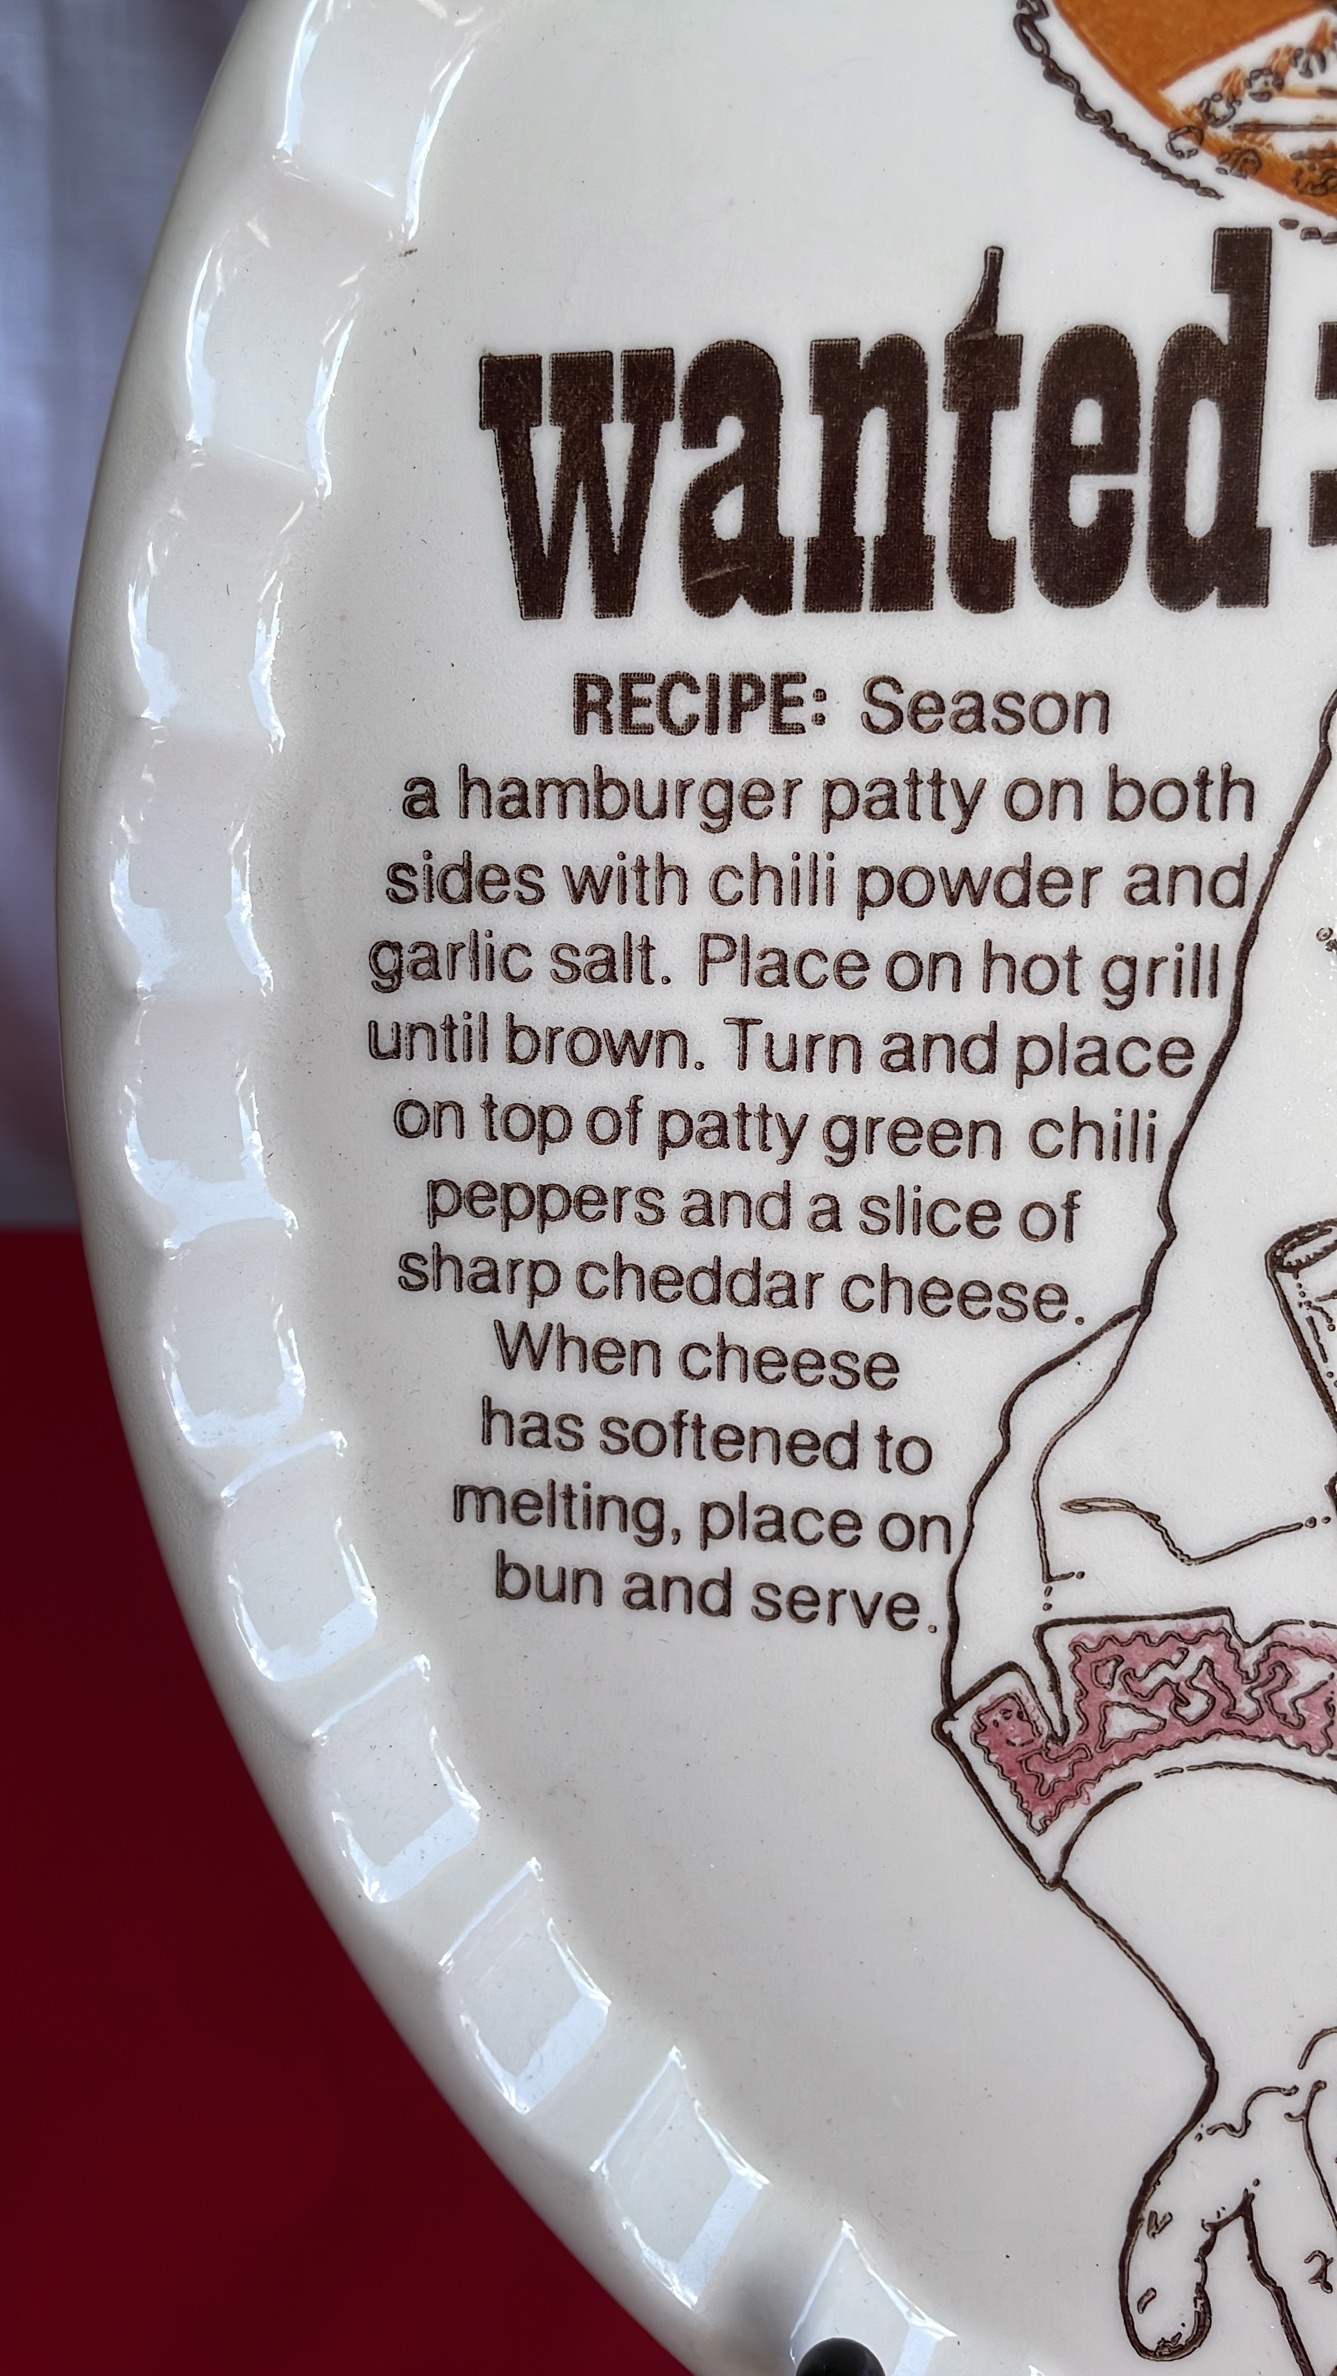 wanted:
RECIPE: Season
a hamburger patty on both
sides with chili powder and
garlic salt. Place on hot grill
until brown. Turn and place
on top of patty green chili
peppers and a slice of
sharp cheddar cheese.
When cheese
has softened to
melting, place on
bun and serve.